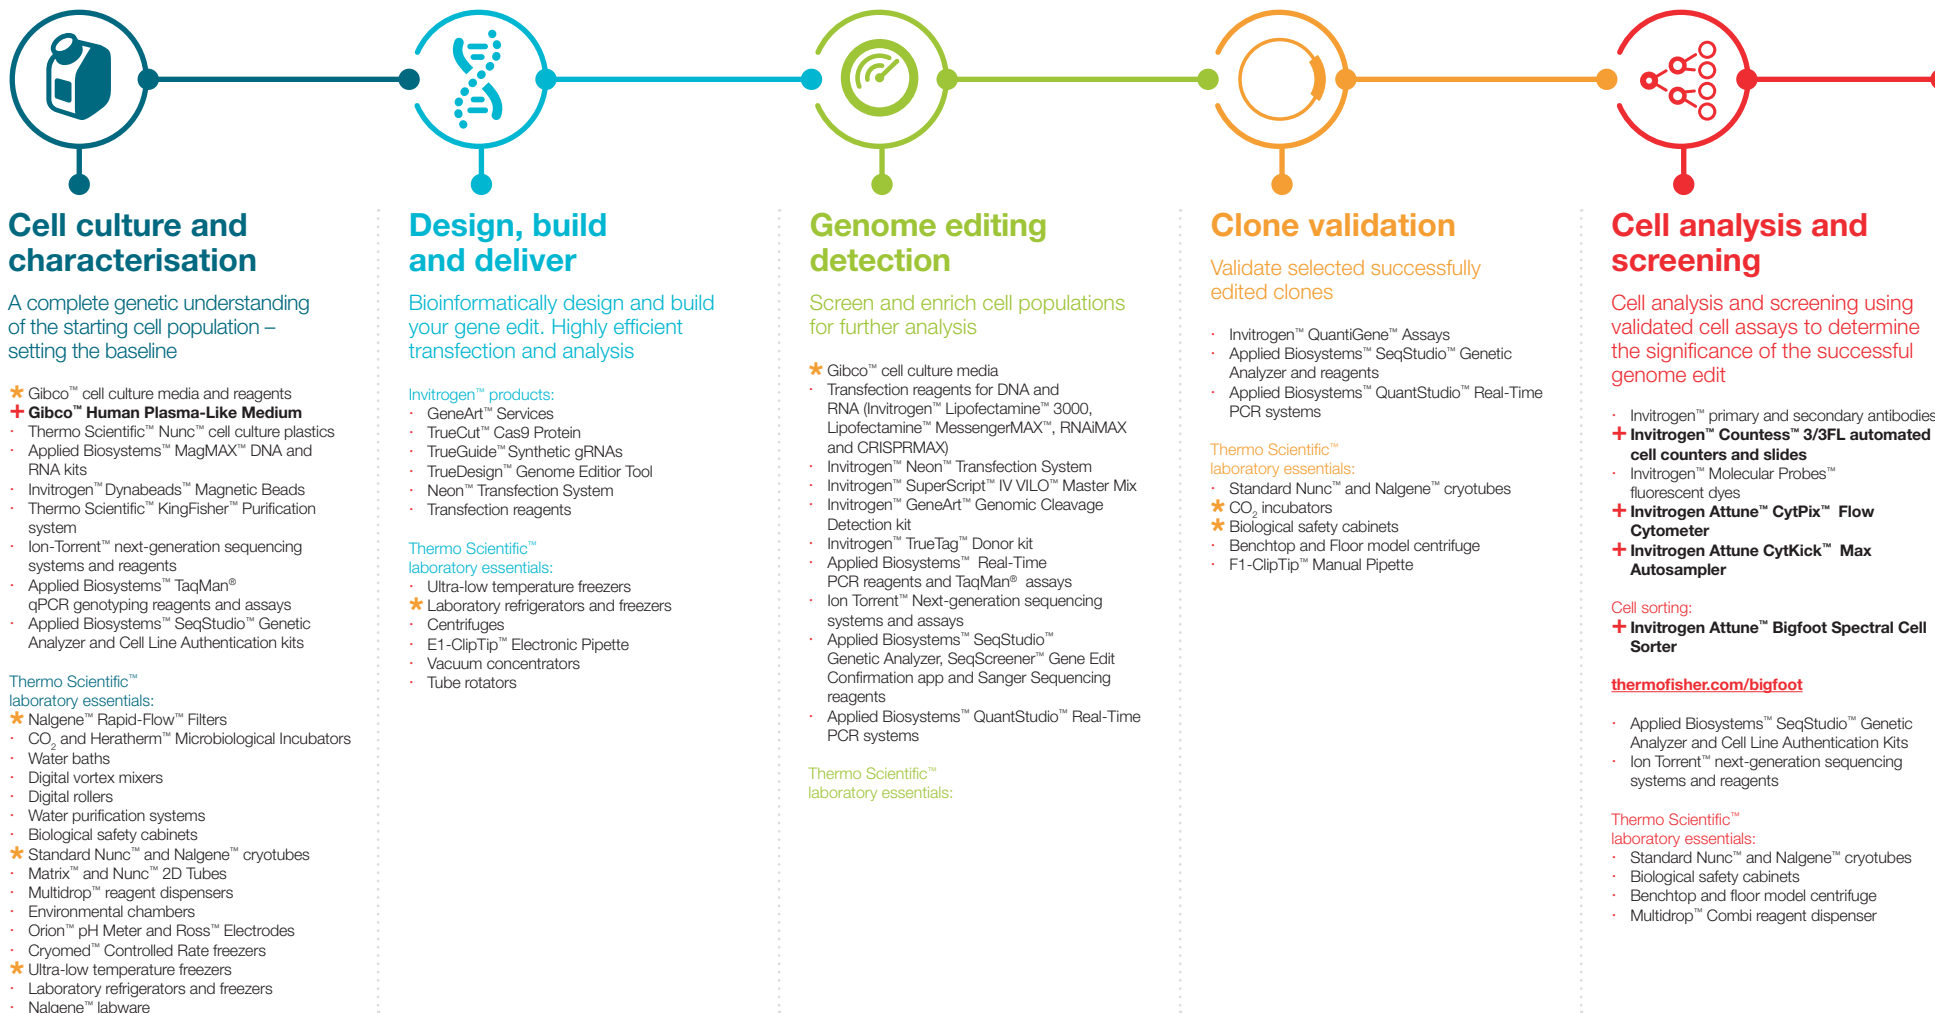 Cell culture and
characterisation
A complete genetic understanding
of the starting cell population –
setting the baseline
* Gibco™ cell culture media and reagents
+ Gibco™ Human Plasma-Like Medium
· Thermo Scientific™ Nunc™ cell culture plastics
· Applied Biosystems™ MagMAX™ DNA and
RNA kits
· Invitrogen™ Dynabeads™ Magnetic Beads
· Thermo Scientific™ KingFisher™ Purification
system
· Ion-Torrent™ next-generation sequencing
systems and reagents
· Applied Biosystems™ TaqMan®
qPCR genotyping reagents and assays
· Applied Biosystems™ SeqStudio™ Genetic
Analyzer and Cell Line Authentication kits
Thermo Scientific™
laboratory essentials:
* Nalgene™ Rapid-Flow™ Filters
· CO₂ and Heratherm™ Microbiological Incubators
· Water baths
· Digital vortex mixers
· Digital rollers
· Water purification systems
· Biological safety cabinets
* Standard Nunc™ and Nalgene™ cryotubes
· Matrix™ and Nunc™ 2D Tubes
· Multidrop™ reagent dispensers
· Environmental chambers
· Orion™ pH Meter and Ross™ Electrodes
· Cryomed™ Controlled Rate freezers
* Ultra-low temperature freezers
· Laboratory refrigerators and freezers
· Nalgene™ labware
Design, build
and deliver
Bioinformatically design and build
your gene edit. Highly efficient
transfection and analysis
Invitrogen™ products:
· GeneArt™ Services
· TrueCut™ Cas9 Protein
· TrueGuide™ Synthetic gRNAs
· TrueDesign™ Genome Editior Tool
· Neon™ Transfection System
· Transfection reagents
Thermo Scientific™
laboratory essentials:
· Ultra-low temperature freezers
* Laboratory refrigerators and freezers
· Centrifuges
· E1-ClipTip™ Electronic Pipette
· Vacuum concentrators
· Tube rotators
Genome editing
detection
Screen and enrich cell populations
for further analysis
* Gibco™ cell culture media
· Transfection reagents for DNA and
RNA (Invitrogen™ Lipofectamine™ 3000,
Lipofectamine™ MessengerMAX™, RNAiMAX
and CRISPRMAX)
· Invitrogen™ Neon™ Transfection System
· Invitrogen™ SuperScript™ IV VILO™ Master Mix
· Invitrogen™ GeneArt™ Genomic Cleavage
Detection kit
· Invitrogen™ TrueTag™ Donor kit
· Applied Biosystems™ Real-Time
PCR reagents and TaqMan® assays
· Ion Torrent™ Next-generation sequencing
systems and assays
· Applied Biosystems™ SeqStudio™
Genetic Analyzer, SeqScreener™ Gene Edit
Confirmation app and Sanger Sequencing
reagents
· Applied Biosystems™ QuantStudio™ Real-Time
PCR systems
Thermo Scientific™
laboratory essentials:
Clone validation
Validate selected successfully
edited clones
· Invitrogen™ QuantiGene™ Assays
· Applied Biosystems™ SeqStudio™ Genetic
Analyzer and reagents
· Applied Biosystems™ QuantStudio™ Real-Time
PCR systems
Thermo Scientific™
laboratory essentials:
· Standard Nunc™ and Nalgene™ cryotubes
* CO₂ incubators
* Biological safety cabinets
· Benchtop and Floor model centrifuge
· F1-ClipTip™ Manual Pipette
Cell analysis and
screening
Cell analysis and screening using
validated cell assays to determine
the significance of the successful
genome edit
· Invitrogen™ primary and secondary antibodies
+ Invitrogen™ Countess™ 3/3FL automated
cell counters and slides
· Invitrogen™ Molecular Probes™
fluorescent dyes
+ Invitrogen Attune™ CytPix™ Flow
Cytometer
+ Invitrogen Attune CytKick™ Max
Autosampler
Cell sorting:
+ Invitrogen Attune™ Bigfoot Spectral Cell
Sorter
thermofisher.com/bigfoot
· Applied Biosystems™ SeqStudio™ Genetic
Analyzer and Cell Line Authentication Kits
· Ion Torrent™ next-generation sequencing
systems and reagents
Thermo Scientific™
laboratory essentials:
· Standard Nunc™ and Nalgene™ cryotubes
· Biological safety cabinets
· Benchtop and floor model centrifuge
· Multidrop™ Combi reagent dispenser